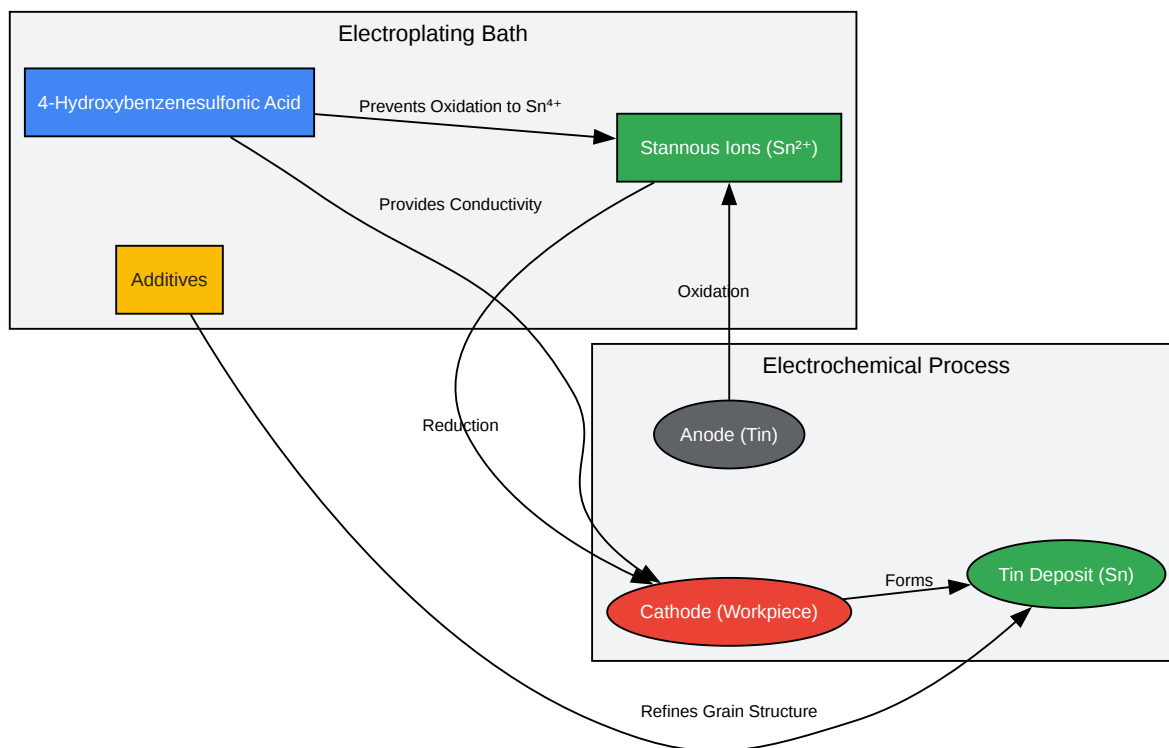 Electroplating Bath
4-Hydroxybenzenesulfonic Acid
Prevents Oxidation to Sn⁴⁺
Stannous Ions (Sn²⁺)
Provides Conductivity
Additives
Oxidation
Electrochemical Process
Reduction
Anode (Tin)
Forms
Tin Deposit (Sn)
Cathode (Workpiece)
Refines Grain Structure